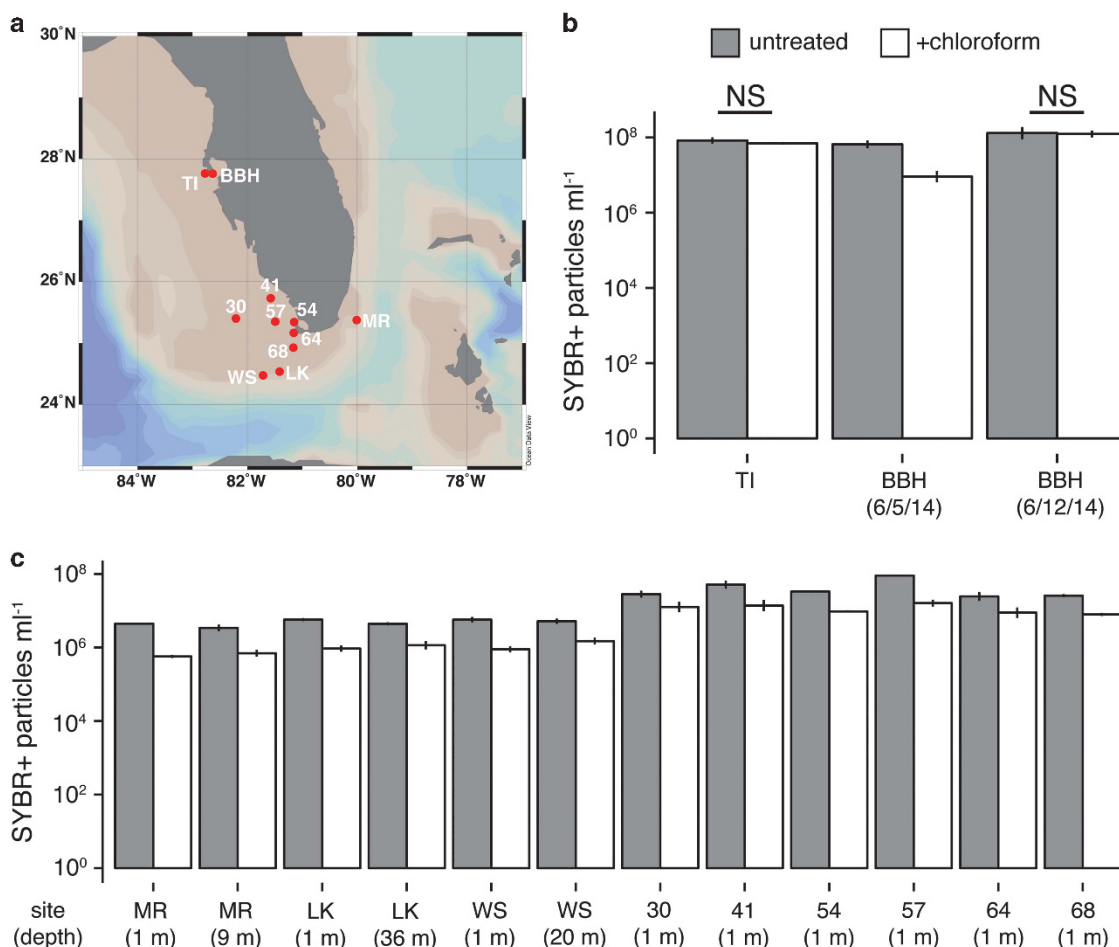 a
30°N
28°N
26°N
24°N
84°W 82°W 80°W 78°W
TI BBH
41
30 57 54
MR
64
68
WS LK
Ocean Data View
b
untreated +chloroform
NS NS
SYBR+ particles ml⁻¹
10⁸
10⁶
10⁴
10²
10⁰
TI BBH BBH
(6/5/14) (6/12/14)
c
SYBR+ particles ml⁻¹
10⁸
10⁶
10⁴
10²
10⁰
site MR MR LK LK WS WS 30 41 54 57 64 68
(depth) (1 m) (9 m) (1 m) (36 m) (1 m) (20 m) (1 m) (1 m) (1 m) (1 m) (1 m) (1 m)